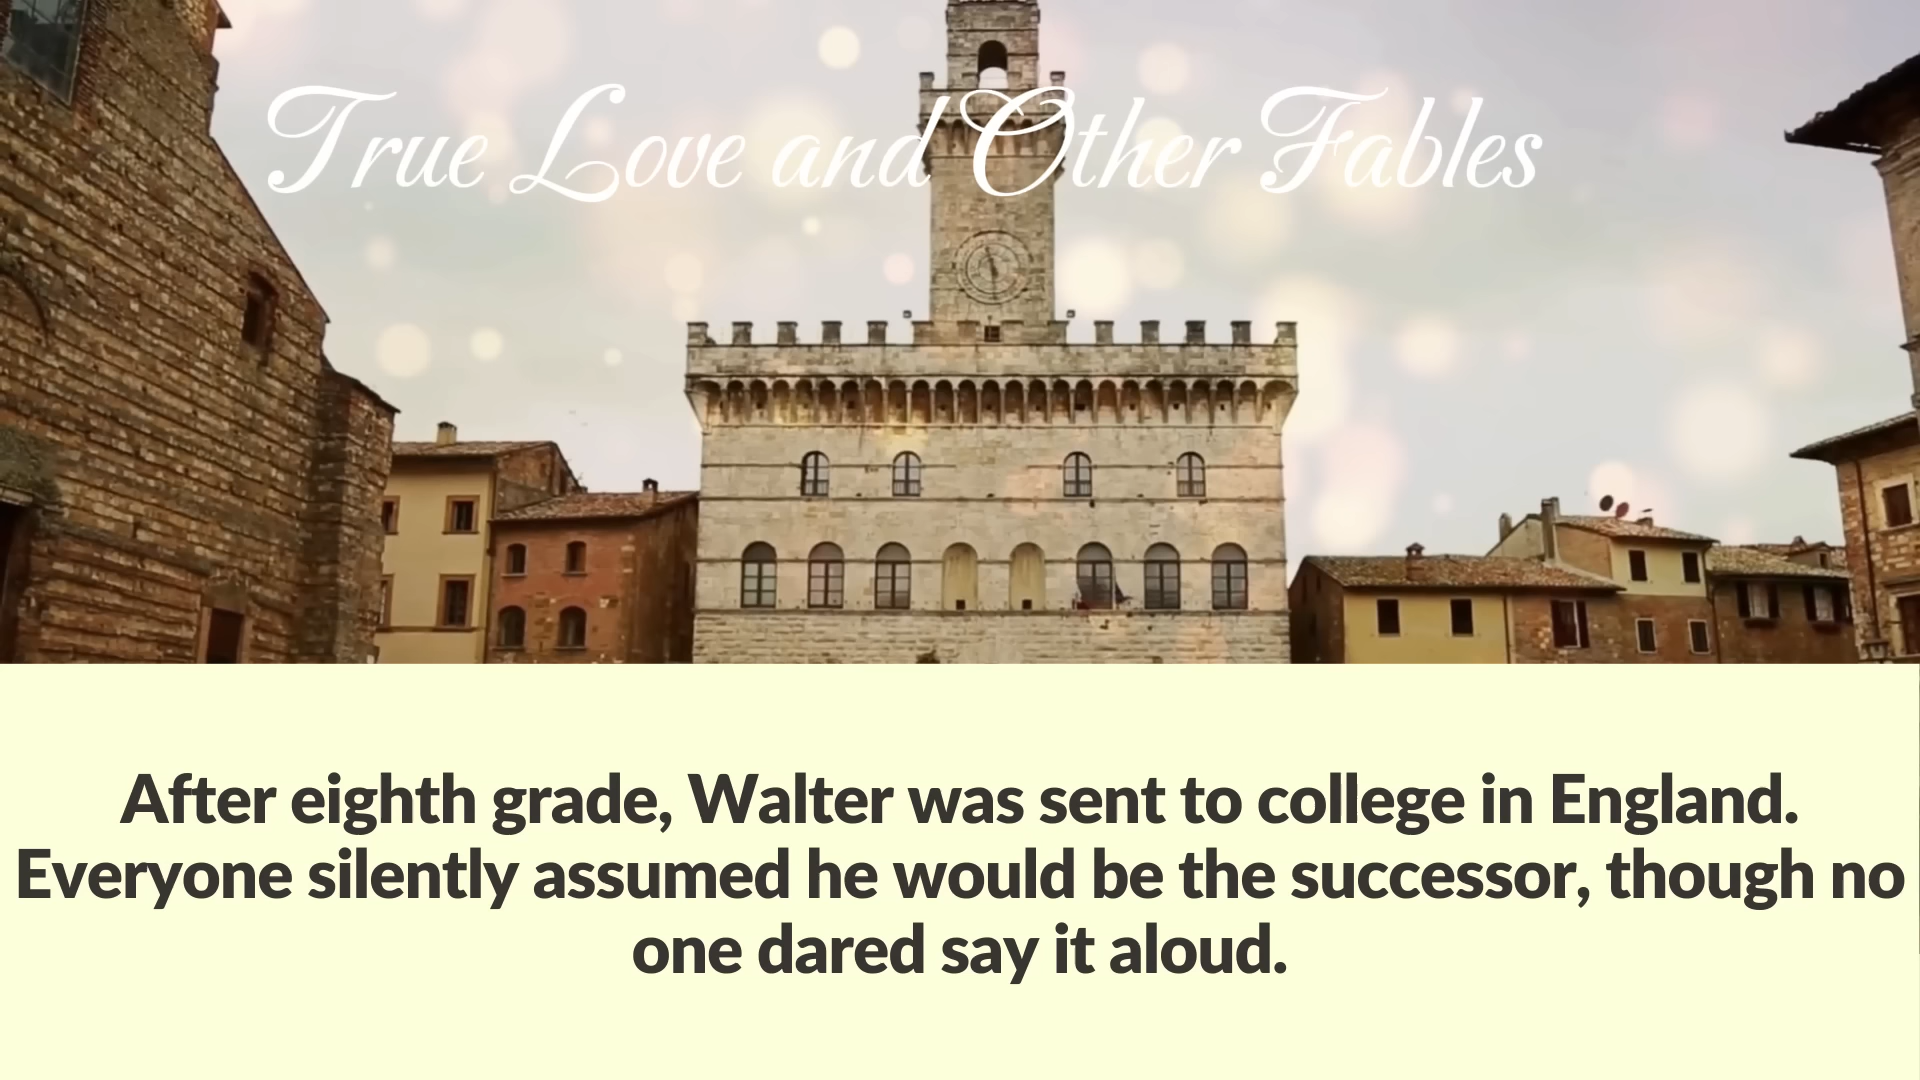 True Love and Other Fables
After eighth grade, Walter was sent to college in England.
Everyone silently assumed he would be the successor, though no
one dared say it aloud.